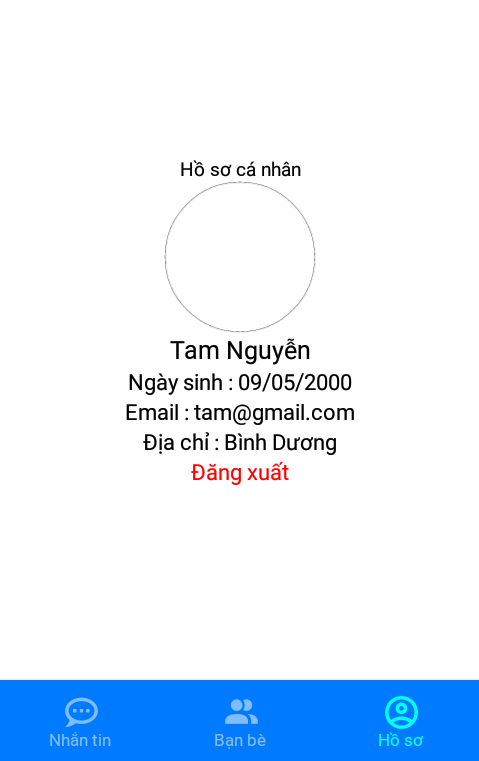 Hồ sơ cá nhân
Tam Nguyễn
Ngày sinh : 09/05/2000
Email : tam@gmail.com
Địa chỉ : Bình Dương
Đăng xuất
Nhắn tin
Bạn bè
Hồ sơ